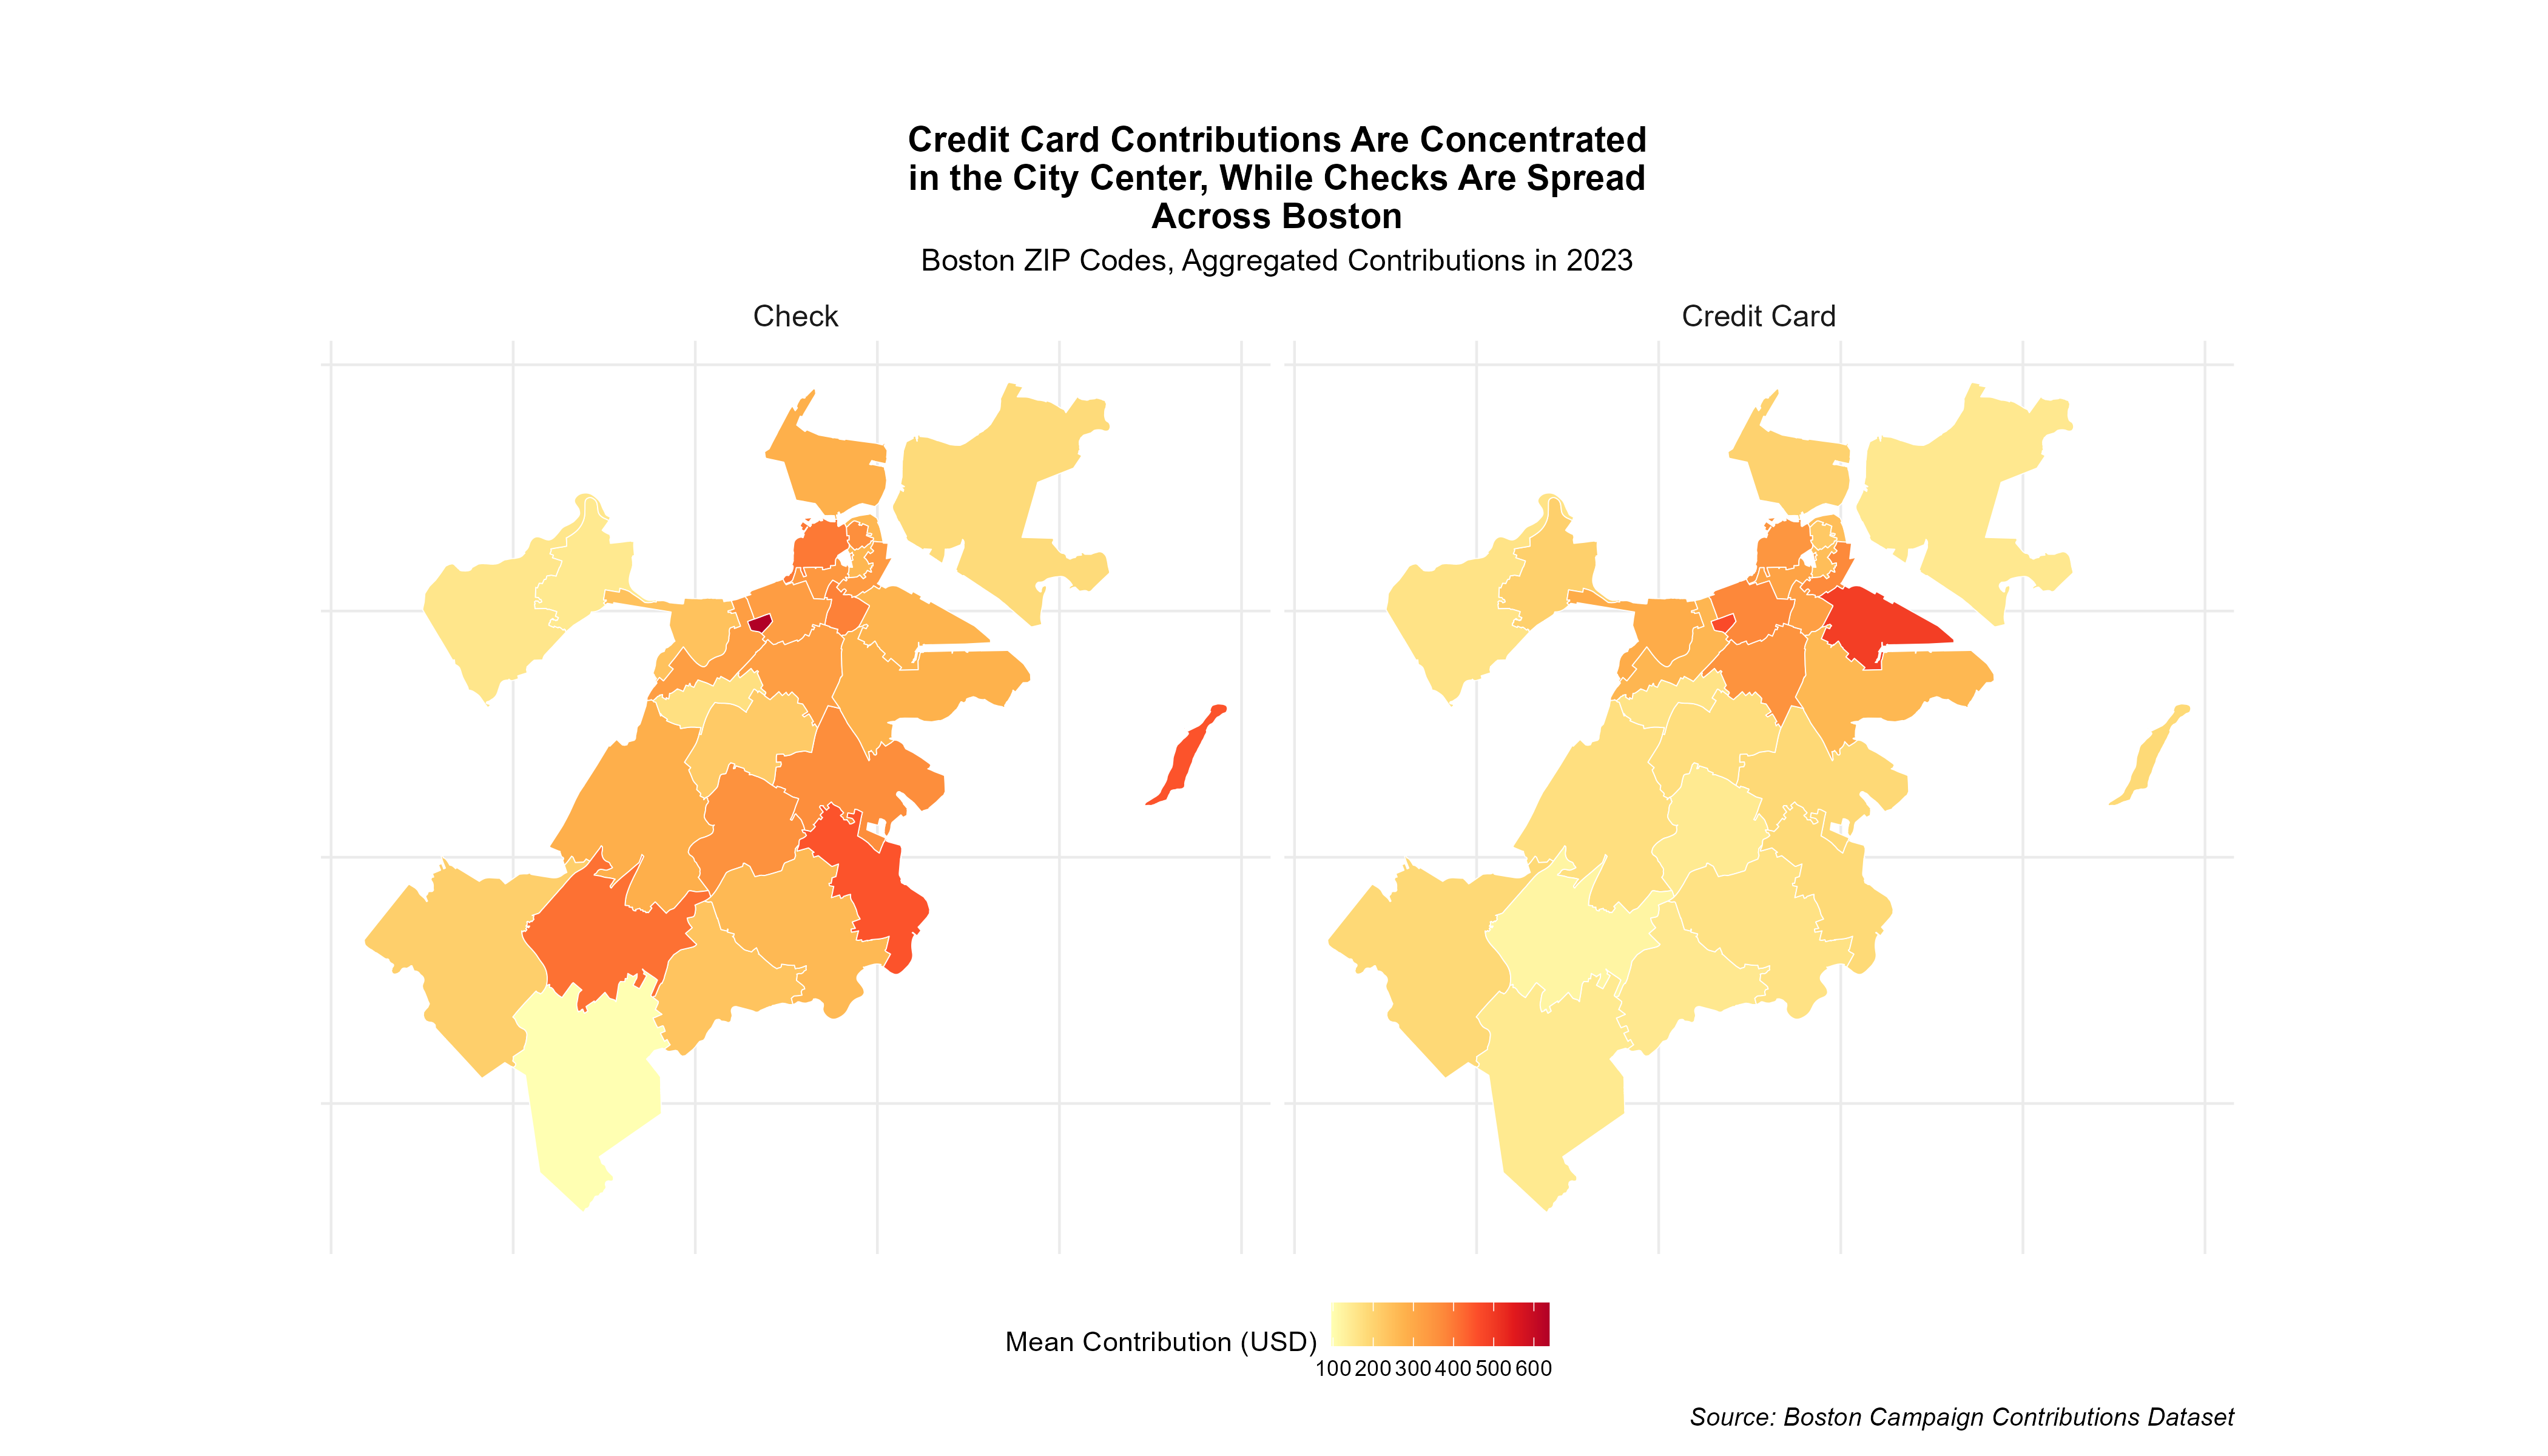 Credit Card Contributions Are Concentrated
in the City Center, While Checks Are Spread
Across Boston
Boston ZIP Codes, Aggregated Contributions in 2023
Check
Credit Card
Mean Contribution (USD)
100 200 300 400 500 600
Source: Boston Campaign Contributions Dataset